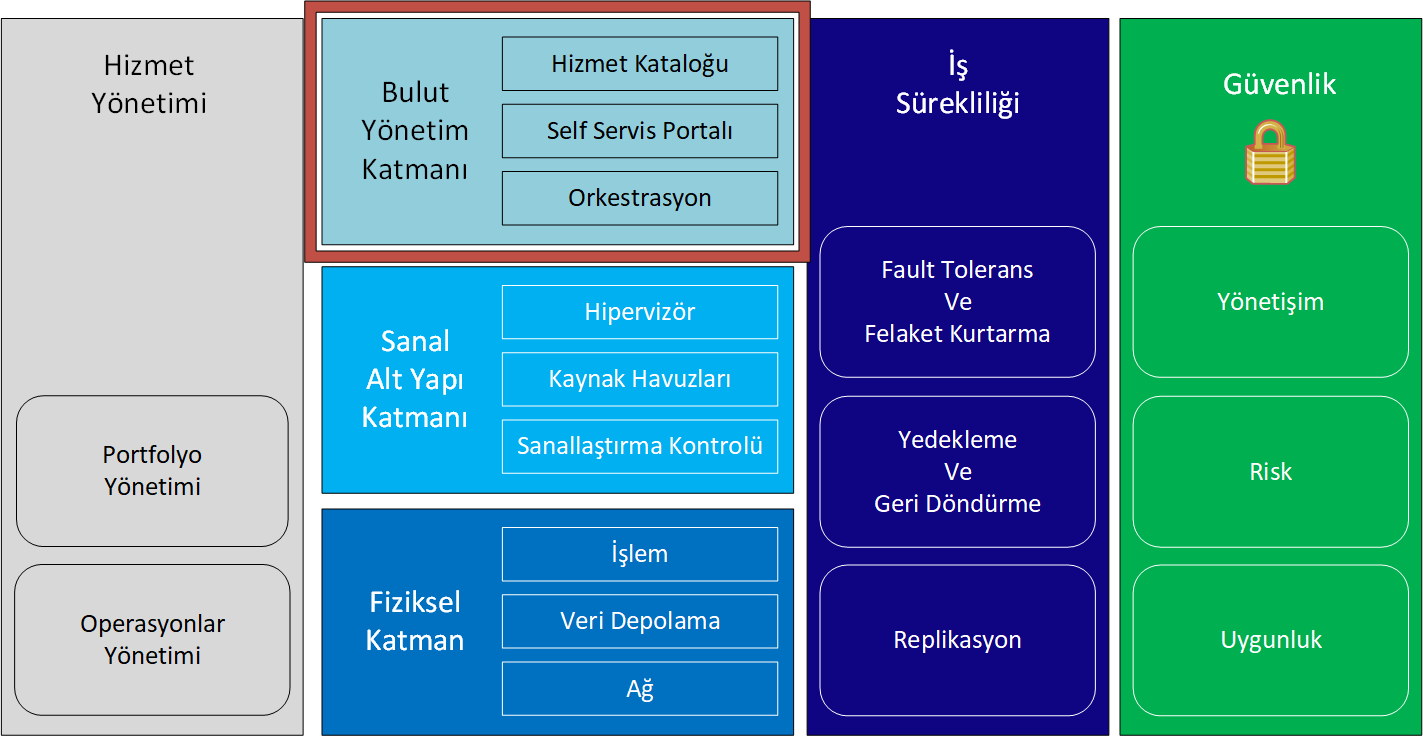 Hizmet
Yönetimi
Portfolyo
Yönetimi
Operasyonlar
Yönetimi
Bulut
Yönetim
Katmanı
Hizmet Kataloğu
Self Servis Portalı
Orkestrasyon
Sanal
Alt Yapı
Katmanı
Hipervizör
Kaynak Havuzları
Sanallaştırma Kontrolü
Fiziksel
Katman
İşlem
Veri Depolama
Ağ
İş
Sürekliliği
Fault Tolerans
Ve
Felaket Kurtarma
Yedekleme
Ve
Geri Döndürme
Replikasyon
Güvenlik
Yönetişim
Risk
Uygunluk